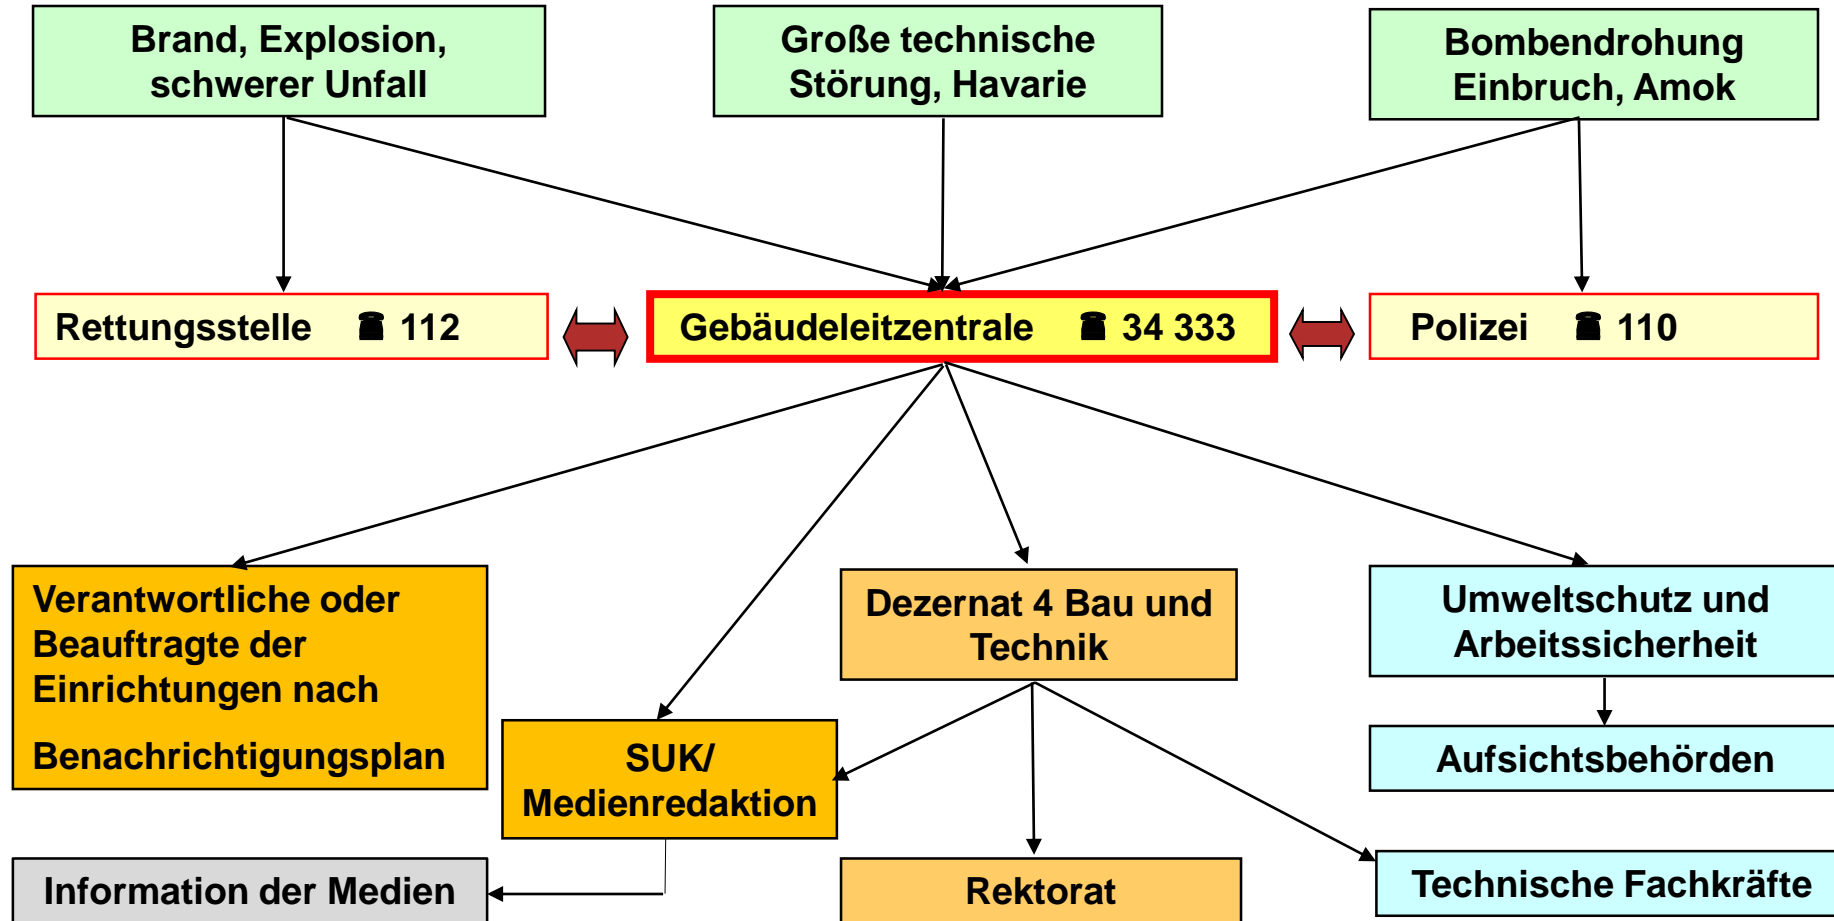 Brand, Explosion,
schwerer Unfall
Große technische
Störung, Havarie
Bombendrohung
Einbruch, Amok
Rettungsstelle ☎ 112
Gebäudeleitzentrale ☎ 34 333
Polizei ☎ 110
Verantwortliche oder
Beauftragte der
Einrichtungen nach
Benachrichtigungsplan
Dezernat 4 Bau und
Technik
Umweltschutz und
Arbeitssicherheit
SUK/
Medienredaktion
Aufsichtsbehörden
Information der Medien
Rektorat
Technische Fachkräfte